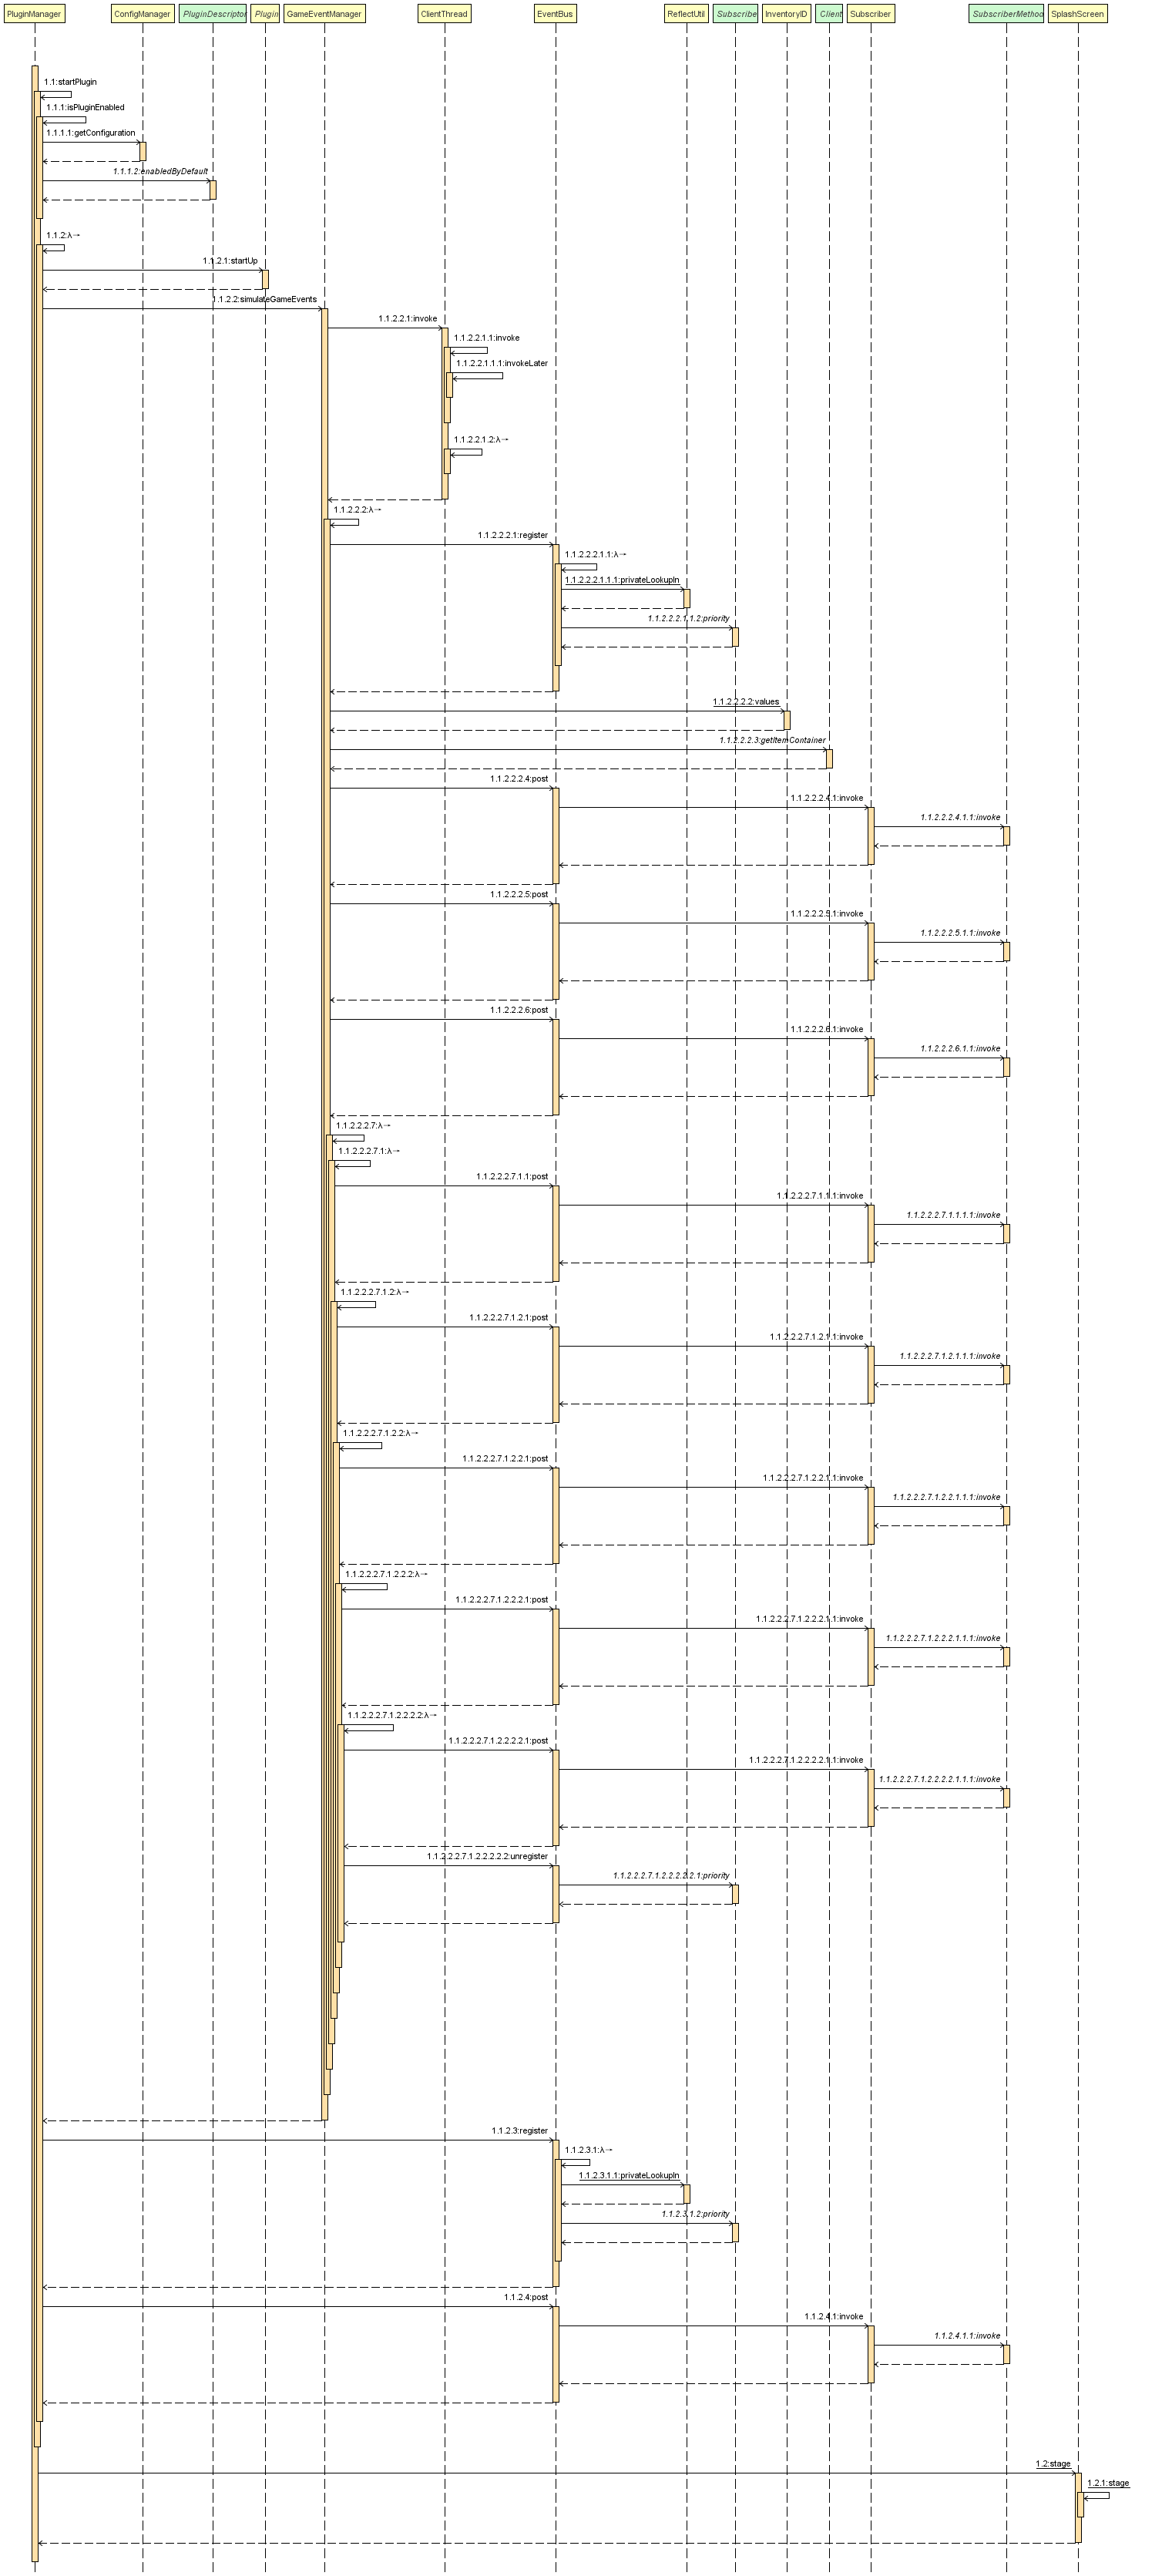 PluginManager ConfigManager PluginDescriptor Plugin GameEventManager ClientThread EventBus ReflectUtil Subscribe InventoryID Client Subscriber SubscriberMethod SplashScreen
1.1:startPlugin
1.1.1:isPluginEnabled
1.1.1.1:getConfiguration
1.1.1.2:enabledByDefault
1.1.2:λ→
1.1.2.1:startUp
1.1.2.2:simulateGameEvents
1.1.2.2.1:invoke
1.1.2.2.1.1:invoke
1.1.2.2.1.1.1:invokeLater
1.1.2.2.1.2:λ→
1.1.2.2.2:λ→
1.1.2.2.2.1:register
1.1.2.2.2.1.1:λ→
1.1.2.2.2.1.1.1:privateLookupIn
1.1.2.2.2.1.1.2:priority
1.1.2.2.2.2:values
1.1.2.2.2.3:getItemContainer
1.1.2.2.2.4:post
1.1.2.2.2.4.1:invoke
1.1.2.2.2.4.1.1:invoke
1.1.2.2.2.5:post
1.1.2.2.2.5.1:invoke
1.1.2.2.2.5.1.1:invoke
1.1.2.2.2.6:post
1.1.2.2.2.6.1:invoke
1.1.2.2.2.6.1.1:invoke
1.1.2.2.2.7:λ→
1.1.2.2.2.7.1:λ→
1.1.2.2.2.7.1.1:post
1.1.2.2.2.7.1.1.1:invoke
1.1.2.2.2.7.1.1.1.1:invoke
1.1.2.2.2.7.1.2:λ→
1.1.2.2.2.7.1.2.1:post
1.1.2.2.2.7.1.2.1.1:invoke
1.1.2.2.2.7.1.2.1.1.1:invoke
1.1.2.2.2.7.1.2.2:λ→
1.1.2.2.2.7.1.2.2.1:post
1.1.2.2.2.7.1.2.2.1.1:invoke
1.1.2.2.2.7.1.2.2.1.1.1:invoke
1.1.2.2.2.7.1.2.2.2:λ→
1.1.2.2.2.7.1.2.2.2.1:post
1.1.2.2.2.7.1.2.2.2.1.1:invoke
1.1.2.2.2.7.1.2.2.2.1.1.1:invoke
1.1.2.2.2.7.1.2.2.2.2:λ→
1.1.2.2.2.7.1.2.2.2.2.1:post
1.1.2.2.2.7.1.2.2.2.2.1.1:invoke
1.1.2.2.2.7.1.2.2.2.2.1.1.1:invoke
1.1.2.2.2.7.1.2.2.2.2.2:unregister
1.1.2.2.2.7.1.2.2.2.2.2.1:priority
1.1.2.3:register
1.1.2.3.1:λ→
1.1.2.3.1.1:privateLookupIn
1.1.2.3.1.2:priority
1.1.2.4:post
1.1.2.4.1:invoke
1.1.2.4.1.1:invoke
1.2:stage
1.2.1:stage